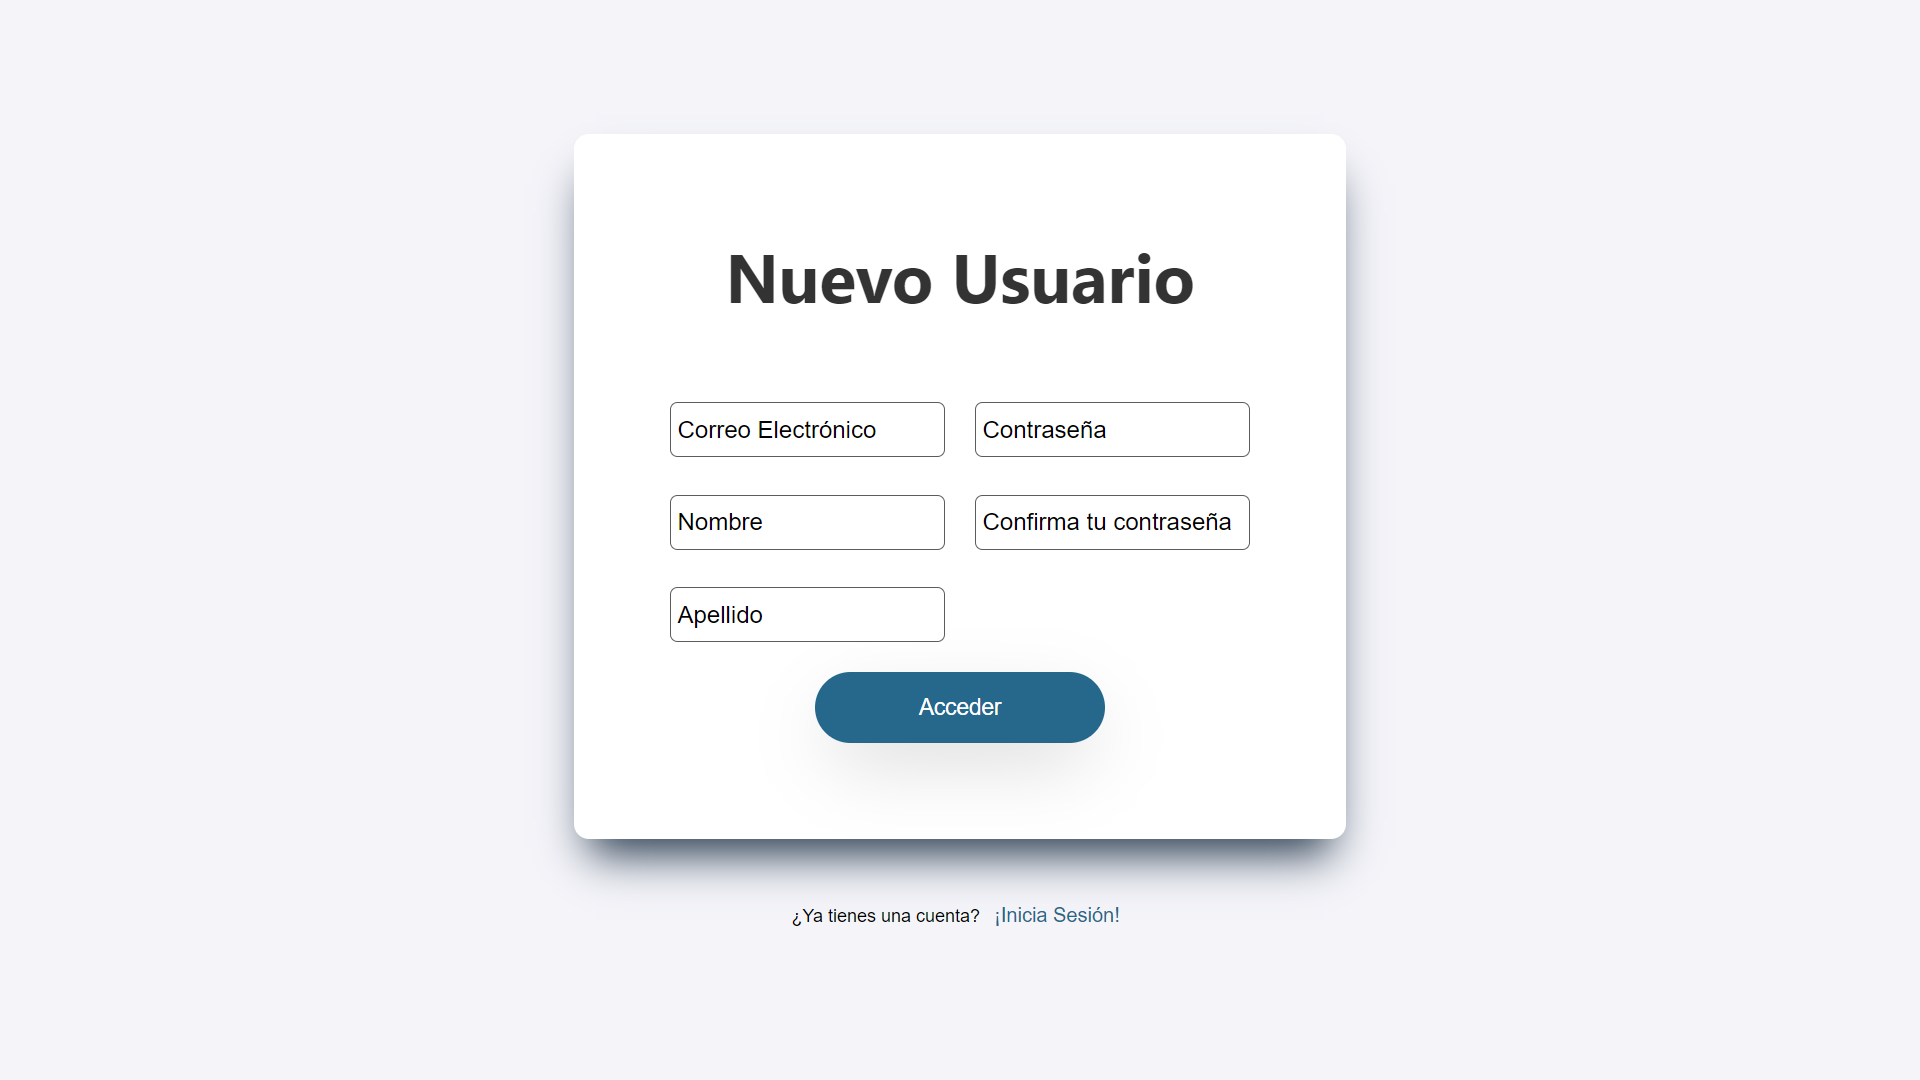 Nuevo Usuario
Correo Electrónico
Contraseña
Nombre
Confirma tu contraseña
Apellido
Acceder
¿Ya tienes una cuenta? ¡Inicia Sesión!